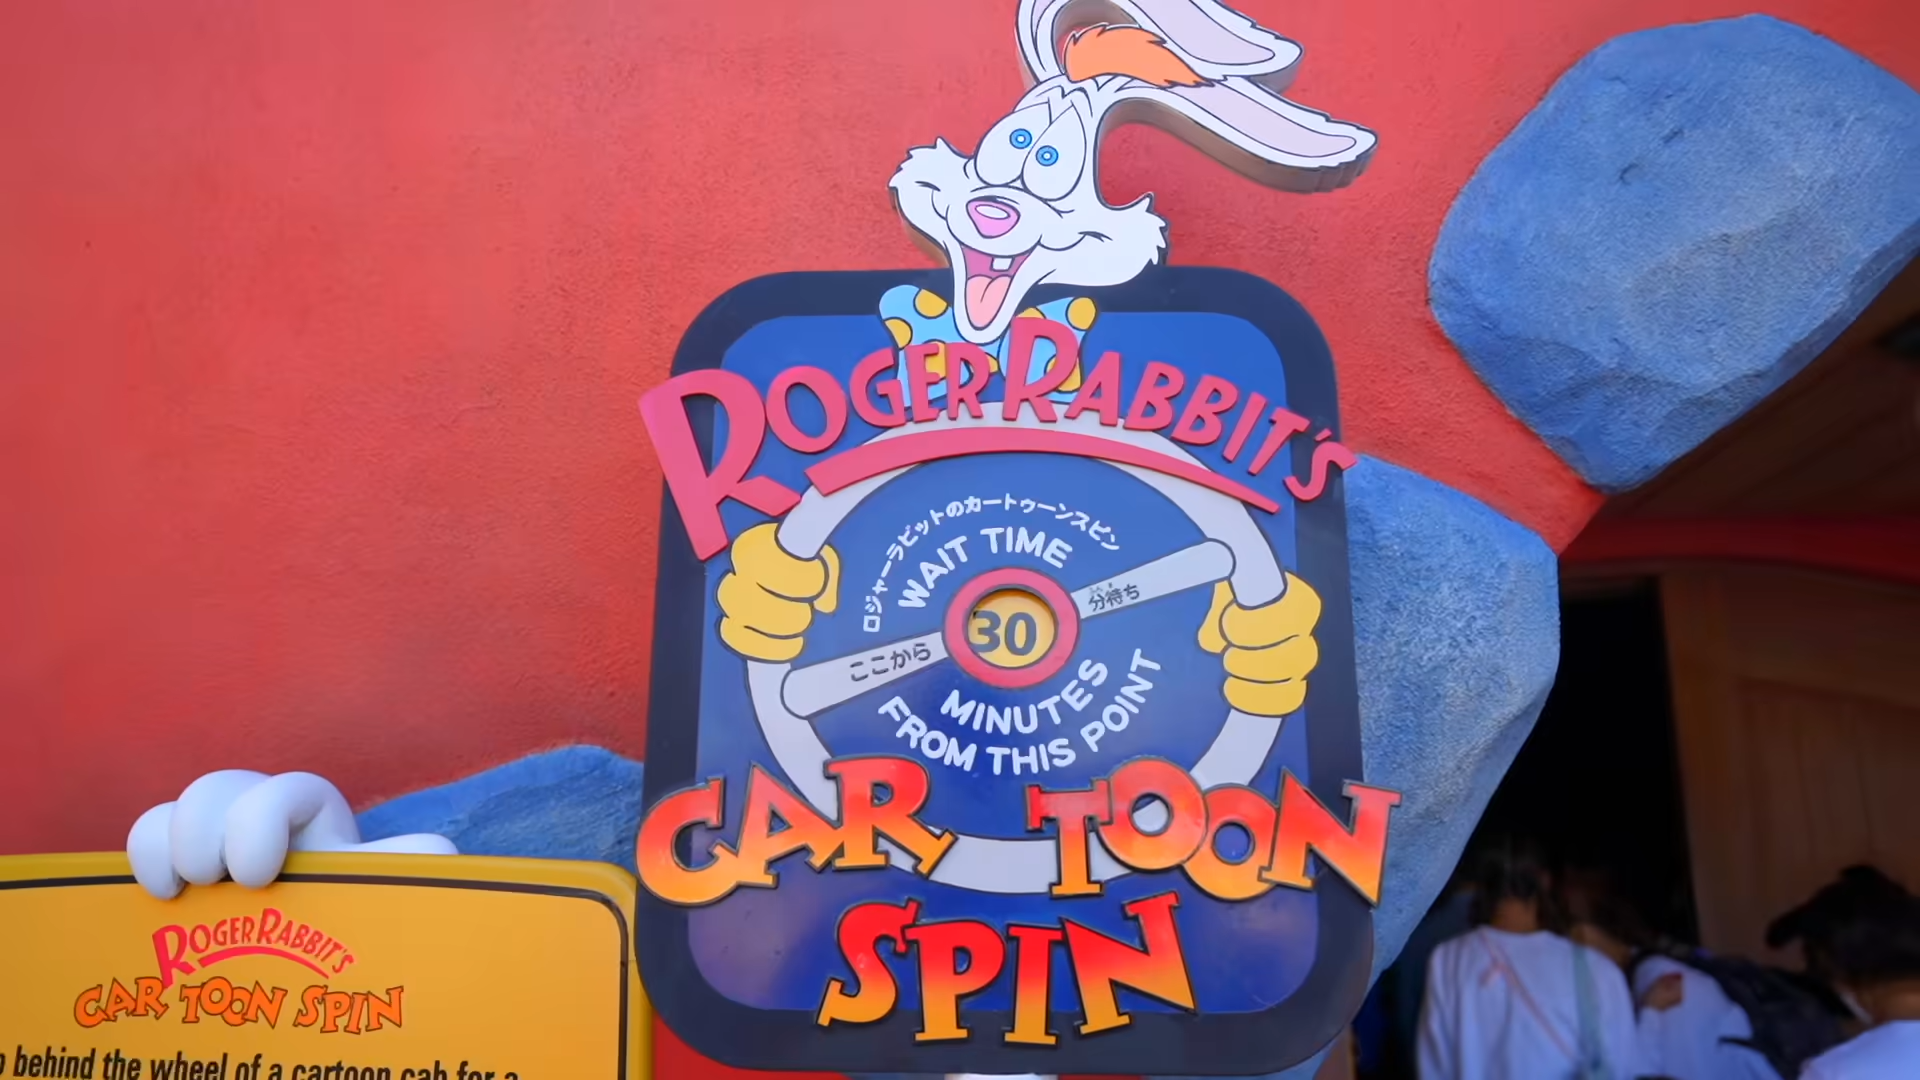 ROGER RABBIT'S
ロジャーラビットのカートゥーンスピン
WAIT TIME
ここから 30 分待ち
MINUTES
FROM THIS POINT
CAR TOON
SPIN
ROGER RABBIT'S
CAR TOON SPIN
behind the wheel of a cartoon cab for a